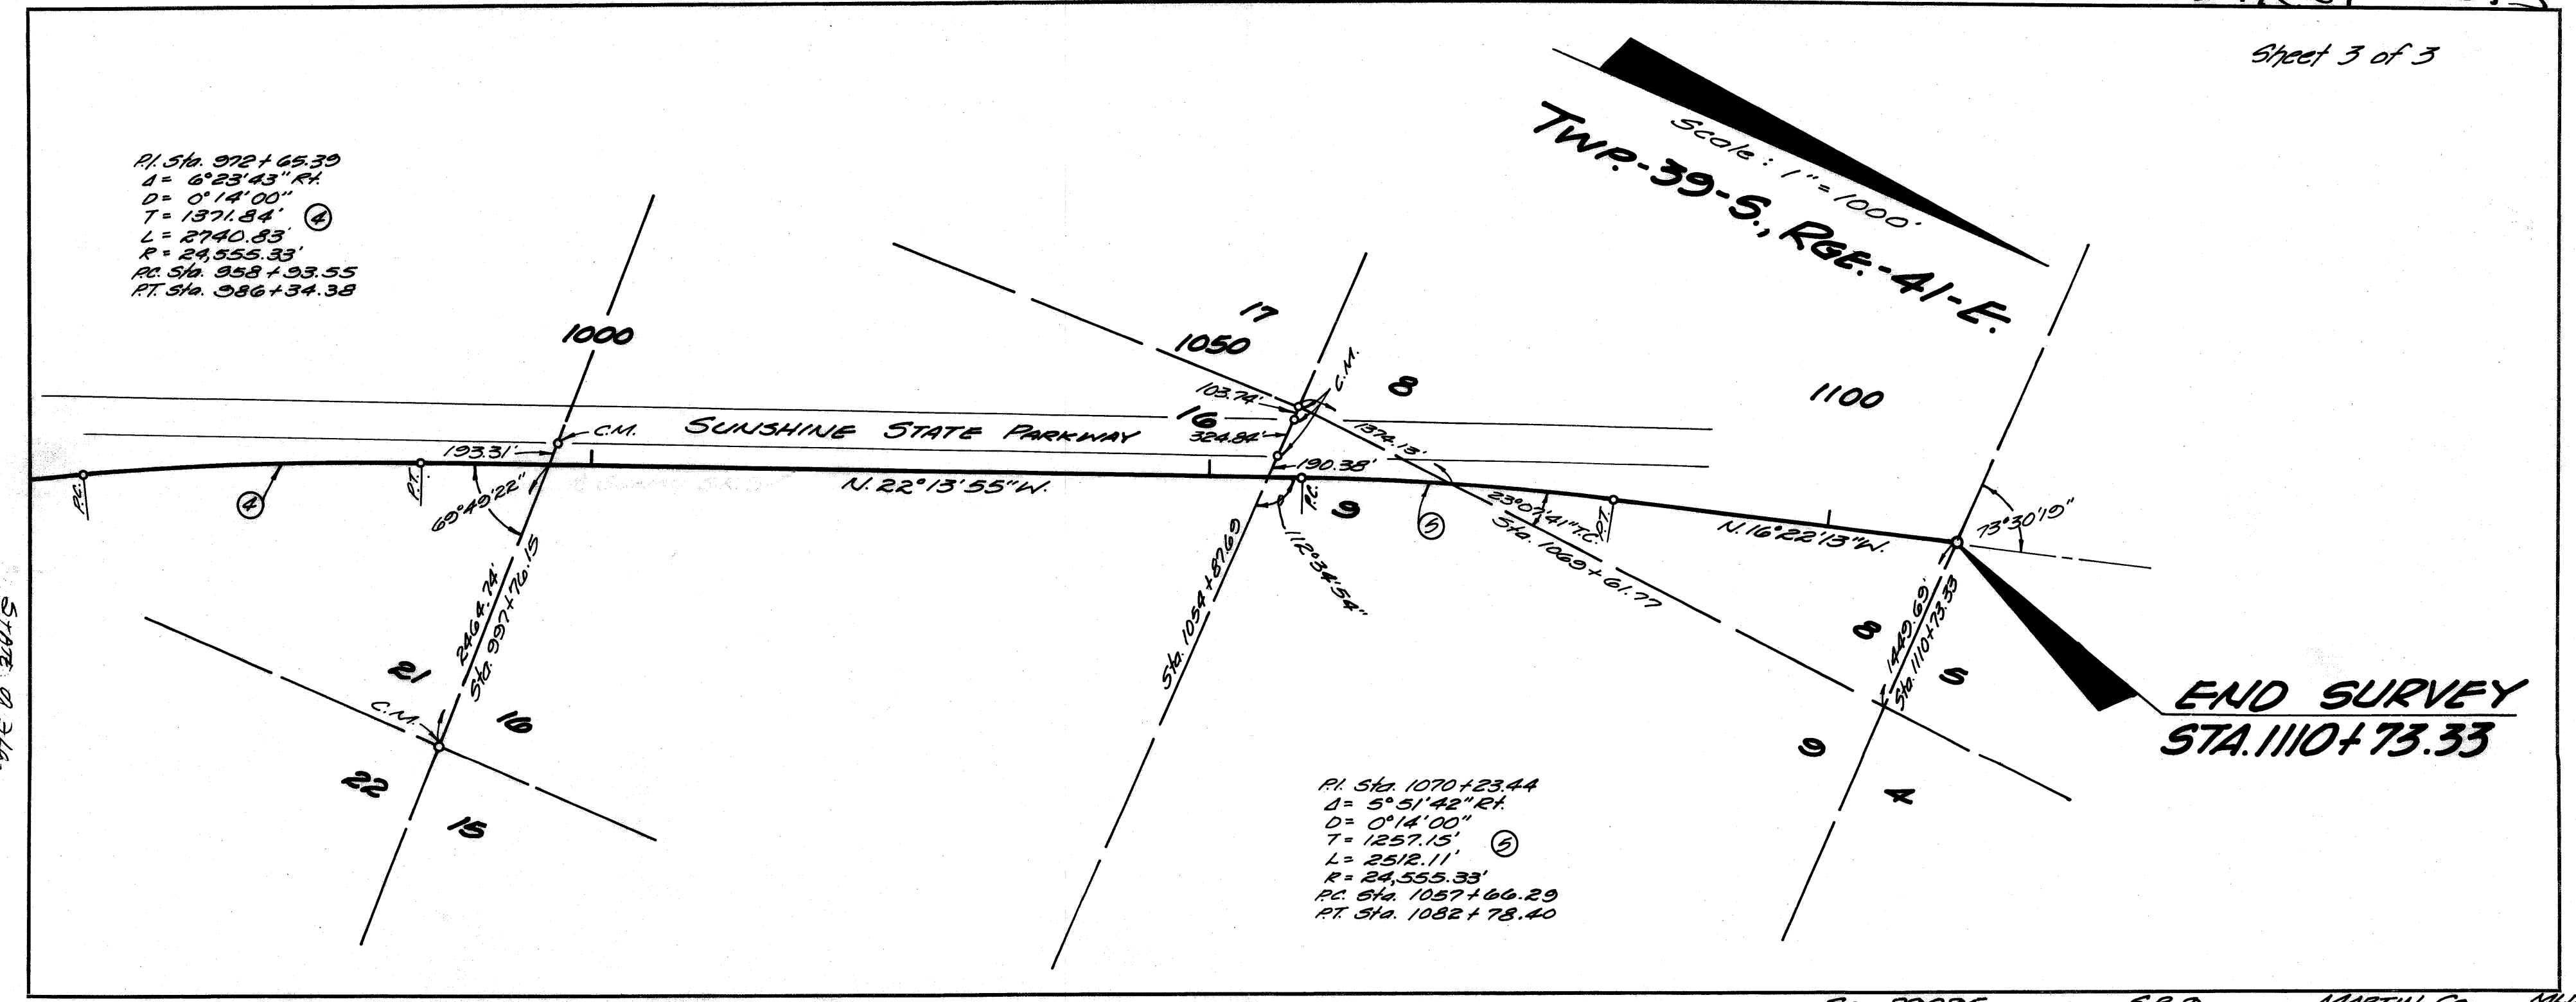 Sheet 3 of 3
Scale: 1"=1000'
TWP.-39-S., RGE.-41-E.
P.I. Sta. 972+65.39
Δ= 6°23'43" Rt.
D= 0°14'00"
T= 1371.84'
4
L= 2740.83'
R= 24,555.33'
P.C. Sta. 958+93.55
P.T. Sta. 986+34.38
1000
17
1050
8
1100
C.M.
103.74'
16
324.84'
C.M.
SUNSHINE STATE PARKWAY
193.31'
1374.13'
190.38'
P.C.
4
P.T.
69°49'22"
N. 22°13'55"W.
P.C.
9
5
23°07'41"T.C.
P.T.
N.16°22'13"W.
73°30'19"
112°34'54"
Sta. 1069+61.77
2464.74'
Sta. 997+76.15
Sta. 1054+87.69
1449.69'
Sta. 1110+73.33
8
5
21
16
C.M.
22
15
9
4
END SURVEY
STA. 1110+73.33
P.I. Sta. 1070+23.44
Δ= 5°51'42" Rt.
D= 0°14'00"
T= 1257.15'
5
L= 2512.11'
R= 24,555.33'
P.C. Sta. 1057+66.29
P.T. Sta. 1082+78.40